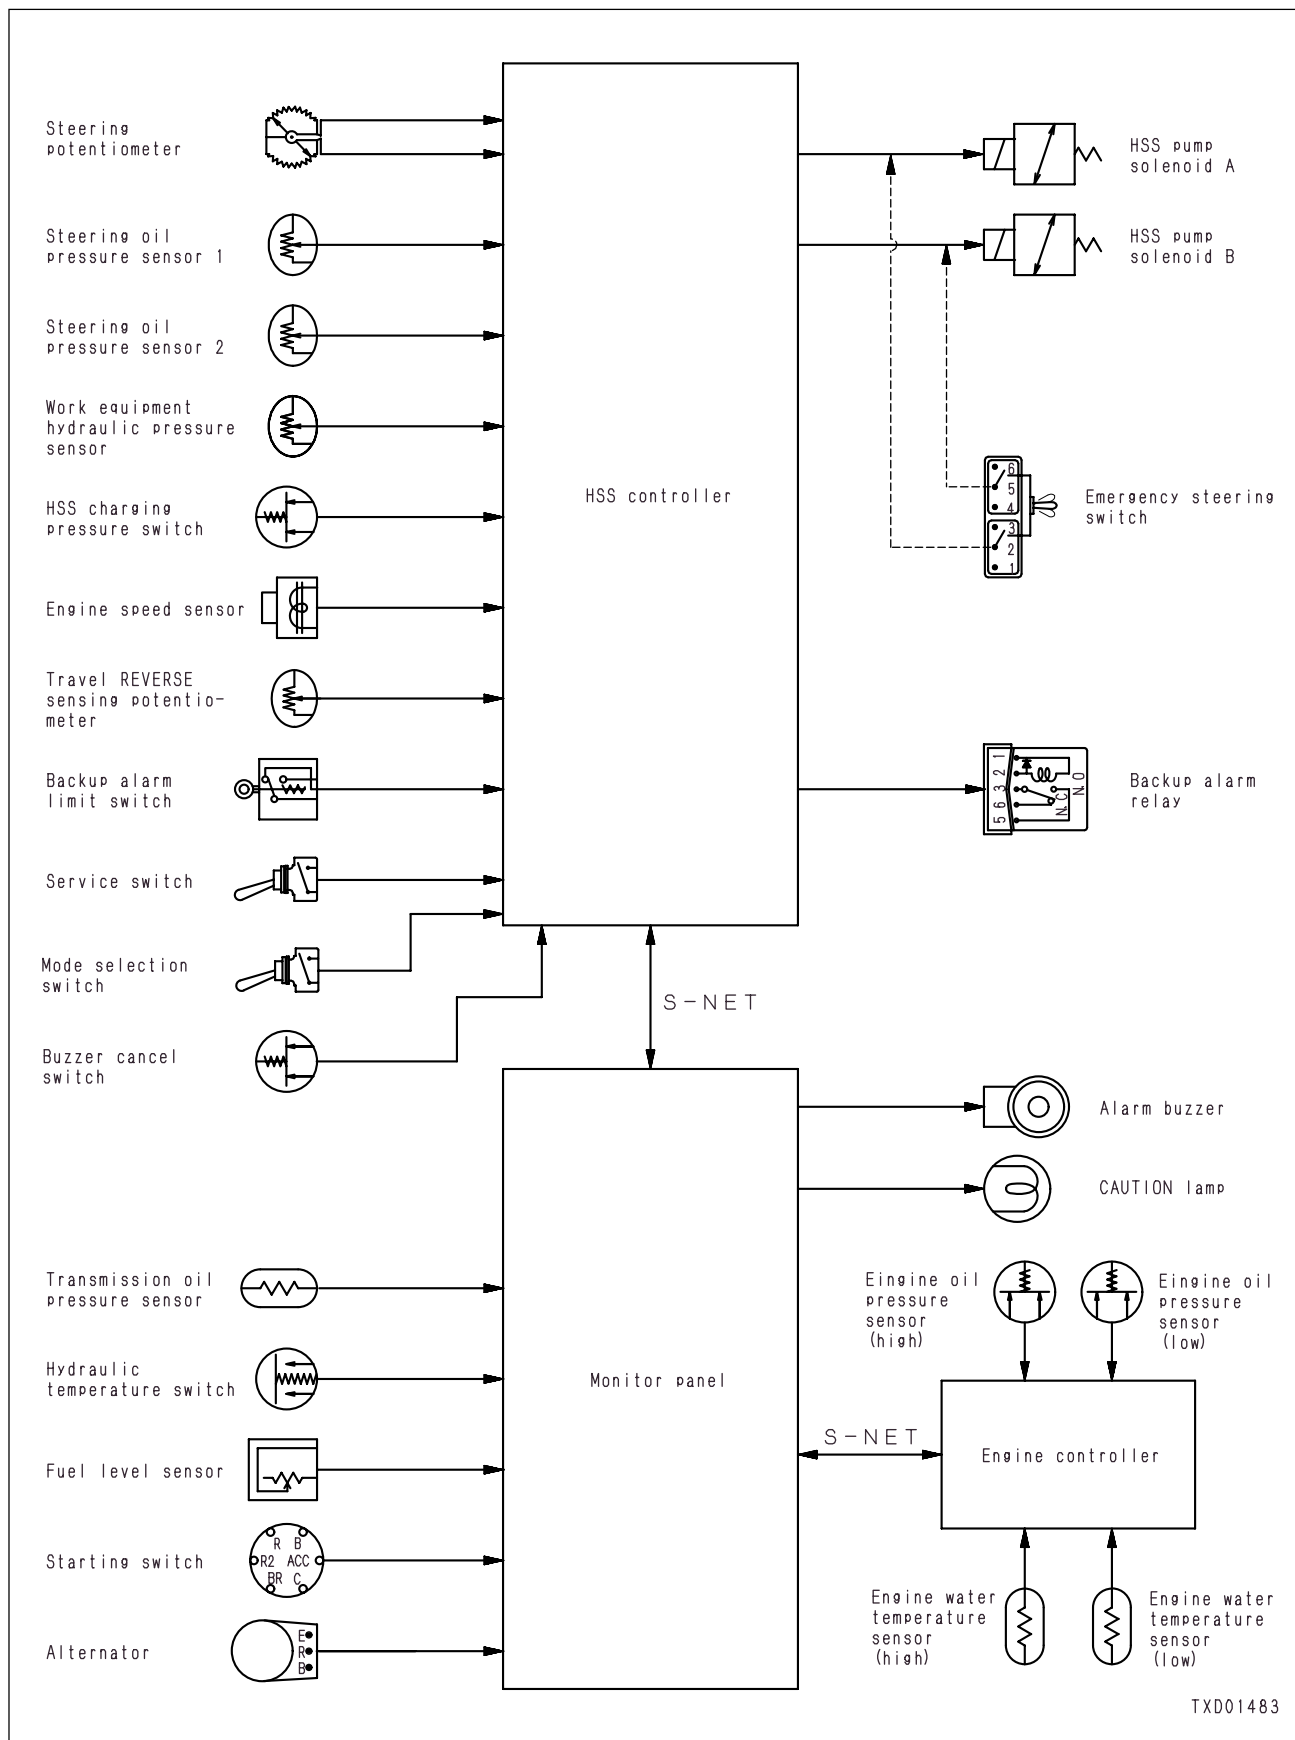 Steering
potentiometer
HSS pump
solenoid A
Steering oil
pressure sensor 1
HSS pump
solenoid B
Steering oil
pressure sensor 2
Work equipment
hydraulic pressure
sensor
HSS charging
pressure switch
HSS controller
6
5
4
3
2
1
Emergency steering
switch
Engine speed sensor
Travel REVERSE
sensing potentio-
meter
Backup alarm
limit switch
1
2
3
6
5
N.C
N.O
Backup alarm
relay
Service switch
Mode selection
switch
S-NET
Buzzer cancel
switch
Alarm buzzer
CAUTION lamp
Transmission oil
pressure sensor
Eingine oil
pressure
sensor
(high)
Eingine oil
pressure
sensor
(low)
Hydraulic
temperature switch
Monitor panel
S-NET
Engine controller
Fuel level sensor
Starting switch
R B
R2 ACC
BR C
Engine water
temperature
sensor
(high)
Engine water
temperature
sensor
(low)
Alternator
E
R
B
TXD01483